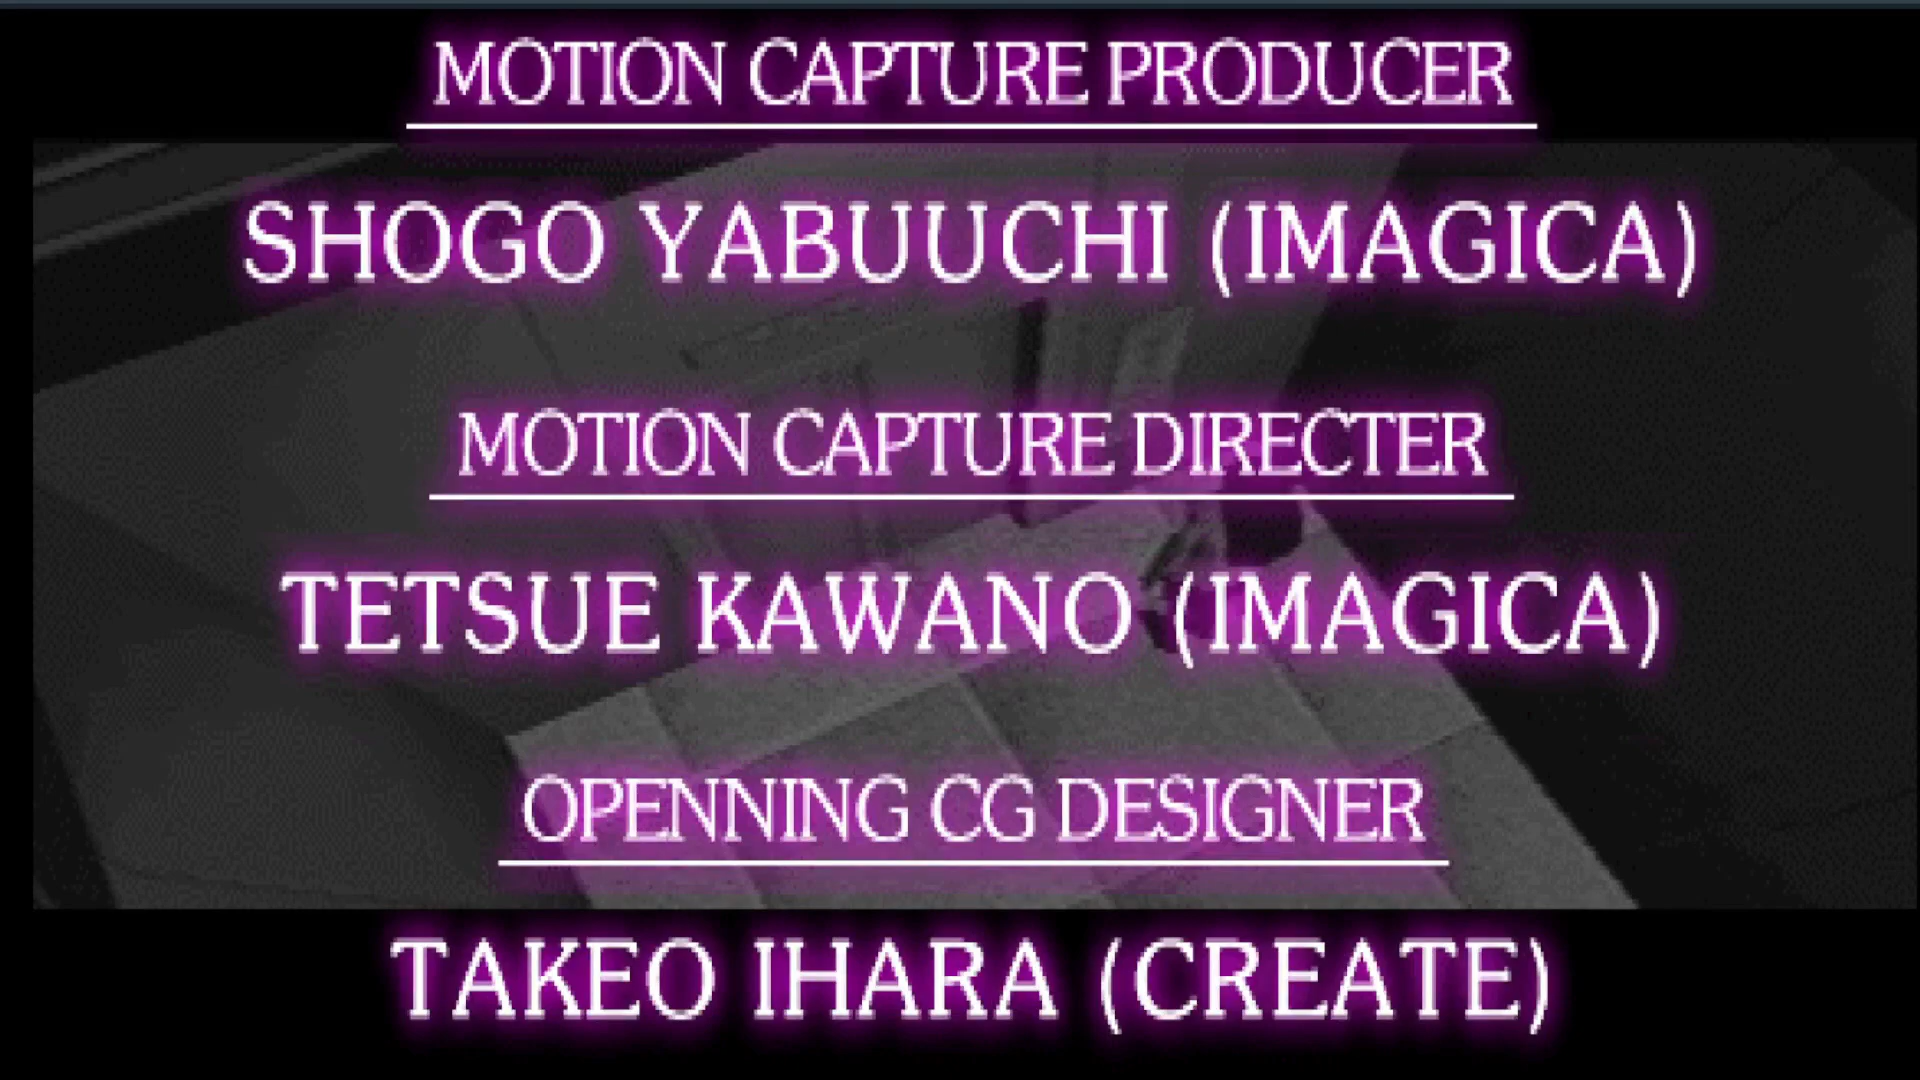 MOTION CAPTURE PRODUCER
SHOGO YABUUCHI (IMAGICA)
MOTION CAPTURE DIRECTER
TETSUE KAWANO (IMAGICA)
OPENNING CG DESIGNER
TAKEO IHARA (CREATE)